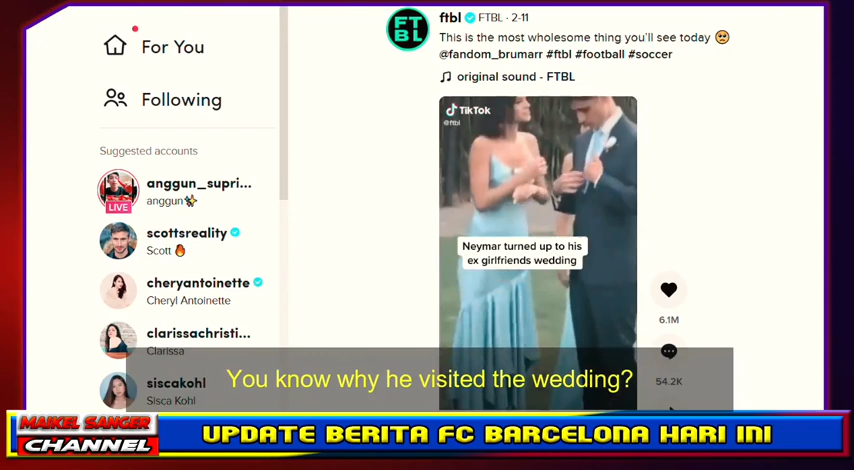 For You
Following
Suggested accounts
anggun_supri...
anggun
LIVE
scottsreality
Scott
cheryantoinette
Cheryl Antoinette
clarissachristi...
Clarissa
siscakohl
Sisca Kohl
FT
BL
ftbl FTBL · 2-11
This is the most wholesome thing you'll see today
@fandom_brumarr #ftbl #football #soccer
original sound - FTBL
TikTok
@ftbl
Neymar turned up to his
ex girlfriends wedding
6.1M
54.2K
You know why he visited the wedding?
MAIKEL SANGER
CHANNEL
UPDATE BERITA FC BARCELONA HARI INI